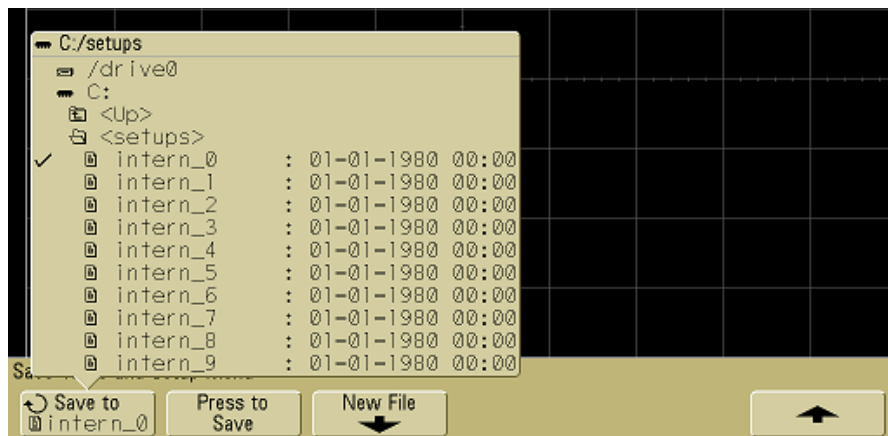 C:/setups
/drive0
C:
<Up>
<setups>
intern_0 : 01-01-1980 00:00
intern_1 : 01-01-1980 00:00
intern_2 : 01-01-1980 00:00
intern_3 : 01-01-1980 00:00
intern_4 : 01-01-1980 00:00
intern_5 : 01-01-1980 00:00
intern_6 : 01-01-1980 00:00
intern_7 : 01-01-1980 00:00
intern_8 : 01-01-1980 00:00
intern_9 : 01-01-1980 00:00
Save to
intern_0
Press to
Save
New File